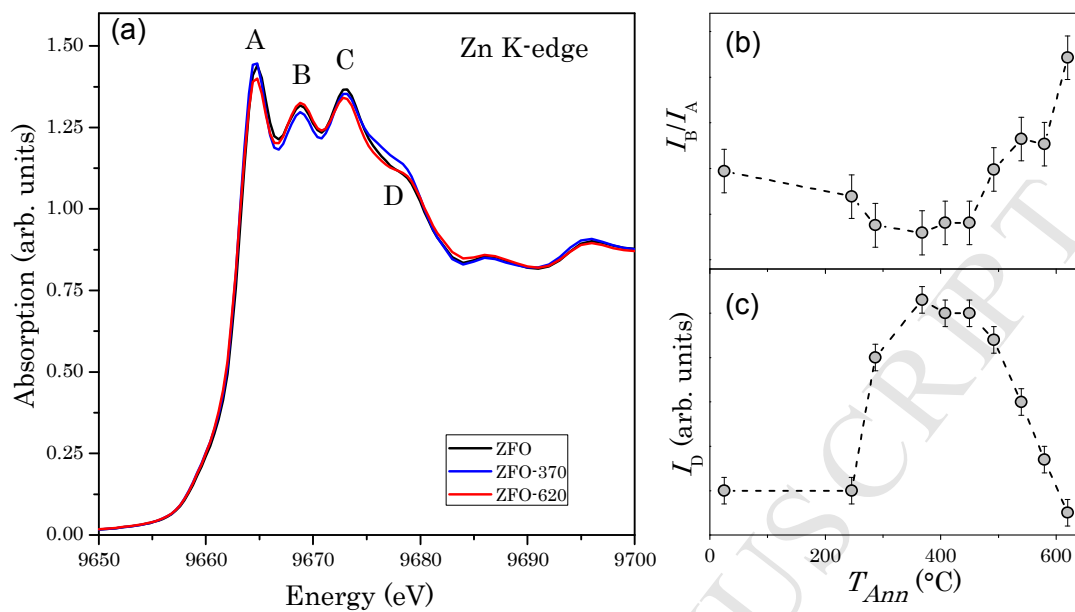 (a)
Zn K-edge
A
B
C
D
1.50
1.25
1.00
0.75
0.50
0.25
0.00
Absorption (arb. units)
ZFO
ZFO-370
ZFO-620
9650
9660
9670
9680
9690
9700
Energy (eV)
(b)
I_B/I_A
(c)
I_D (arb. units)
0
200
400
600
T_Ann (°C)
USCRIPT